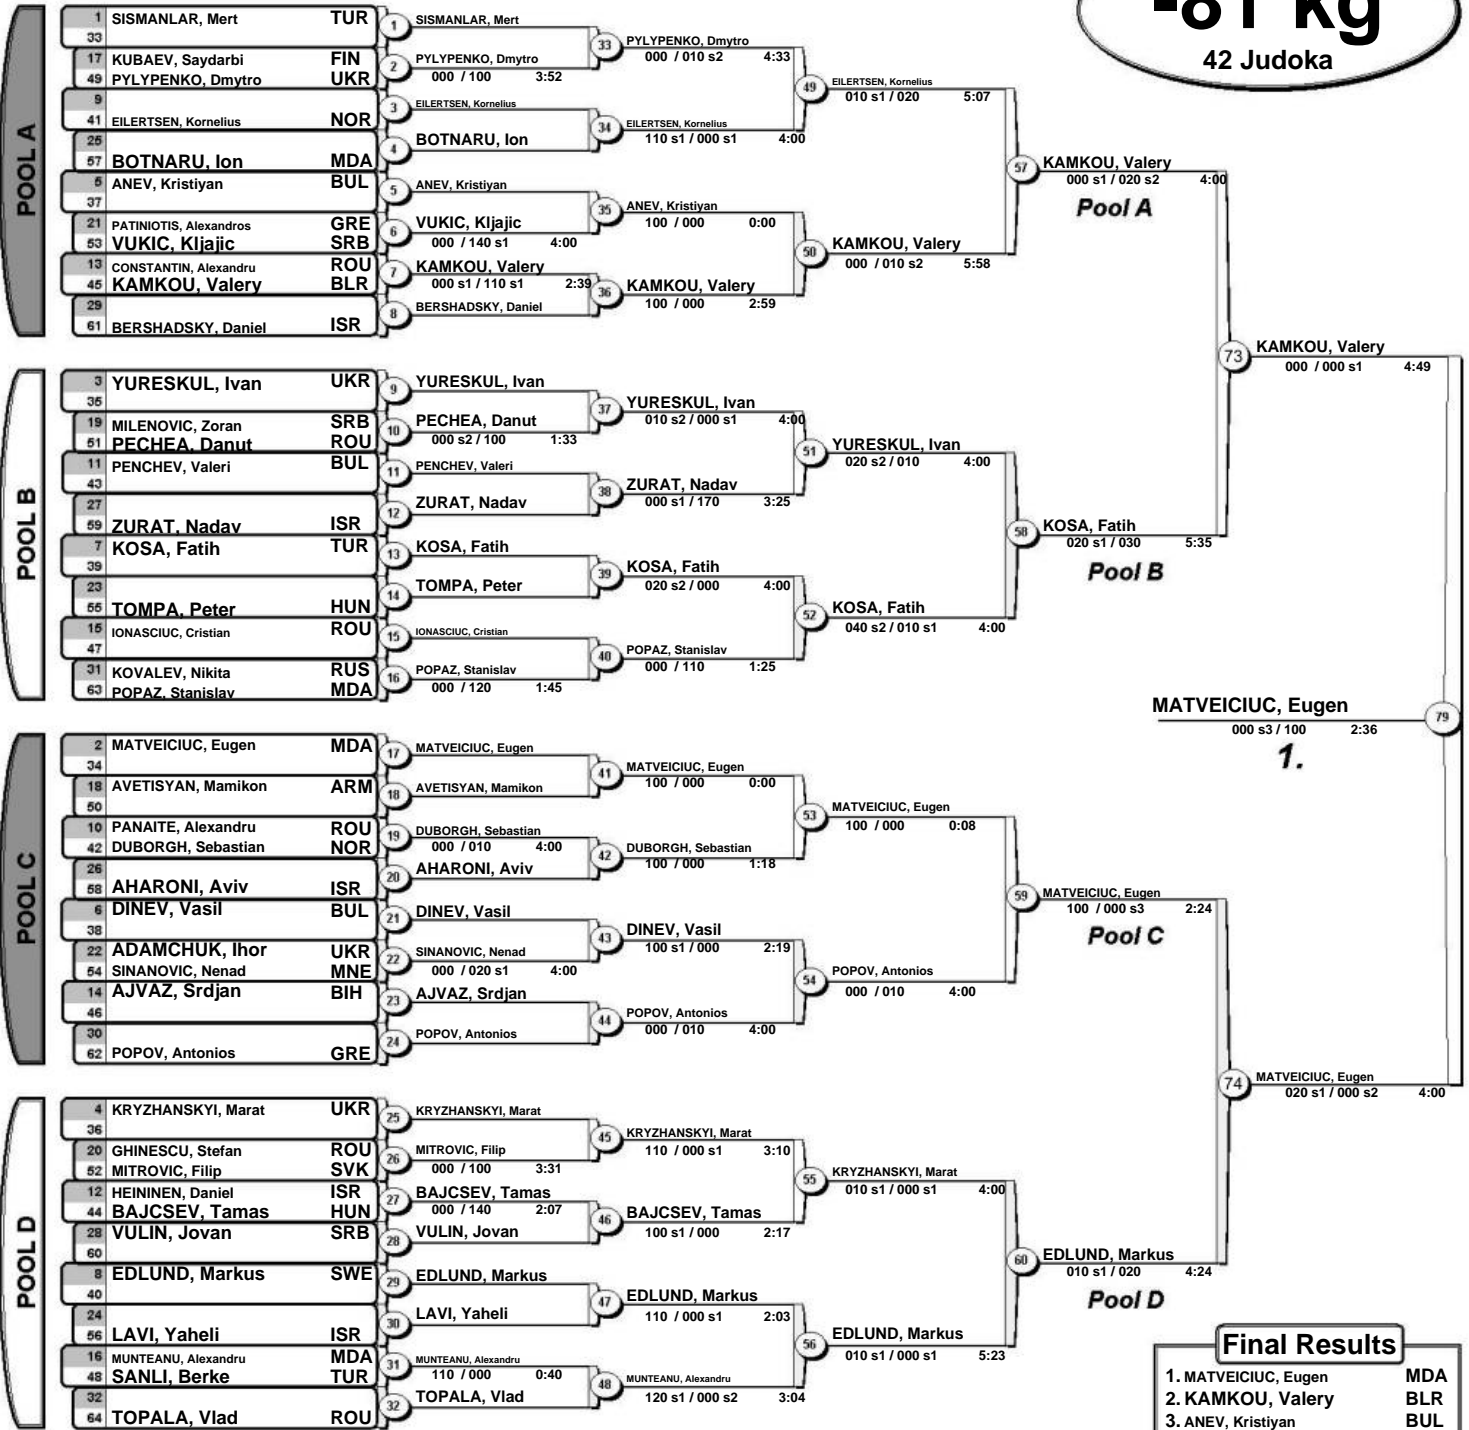 -81 kg
42 Judoka
POOL A
1 SISMANLAR, Mert TUR
33
17 KUBAEV, Saydarbi FIN
49 PYLYPENKO, Dmytro UKR
9
41 EILERTSEN, Kornelius NOR
25
57 BOTNARU, Ion MDA
5 ANEV, Kristiyan BUL
37
21 PATINIOTIS, Alexandros GRE
53 VUKIC, Kljajic SRB
13 CONSTANTIN, Alexandru ROU
45 KAMKOU, Valery BLR
29
61 BERSHADSKY, Daniel ISR
1 SISMANLAR, Mert
2 PYLYPENKO, Dmytro
000 / 100 3:52
3 EILERTSEN, Kornelius
4 BOTNARU, Ion
5 ANEV, Kristiyan
6 VUKIC, Kljajic
000 / 140 s1 4:00
7 KAMKOU, Valery
000 s1 / 110 s1 2:39
8 BERSHADSKY, Daniel
33 PYLYPENKO, Dmytro
000 / 010 s2 4:33
34 EILERTSEN, Kornelius
110 s1 / 000 s1 4:00
35 ANEV, Kristiyan
100 / 000 0:00
36 KAMKOU, Valery
100 / 000 2:59
49 EILERTSEN, Kornelius
010 s1 / 020 5:07
50 KAMKOU, Valery
000 / 010 s2 5:58
57 KAMKOU, Valery
000 s1 / 020 s2 4:00
Pool A
POOL B
3 YURESKUL, Ivan UKR
35
19 MILENOVIC, Zoran SRB
51 PECHEA, Danut ROU
11 PENCHEV, Valeri BUL
43
27
59 ZURAT, Nadav ISR
7 KOSA, Fatih TUR
39
23
55 TOMPA, Peter HUN
15 IONASCIUC, Cristian ROU
47
31 KOVALEV, Nikita RUS
63 POPAZ, Stanislav MDA
9 YURESKUL, Ivan
10 PECHEA, Danut
000 s2 / 100 1:33
11 PENCHEV, Valeri
12 ZURAT, Nadav
13 KOSA, Fatih
14 TOMPA, Peter
15 IONASCIUC, Cristian
16 POPAZ, Stanislav
000 / 120 1:45
37 YURESKUL, Ivan
010 s2 / 000 s1 4:00
38 ZURAT, Nadav
000 s1 / 170 3:25
39 KOSA, Fatih
020 s2 / 000 4:00
40 POPAZ, Stanislav
000 / 110 1:25
51 YURESKUL, Ivan
020 s2 / 010 4:00
52 KOSA, Fatih
040 s2 / 010 s1 4:00
58 KOSA, Fatih
020 s1 / 030 5:35
Pool B
73 KAMKOU, Valery
000 / 000 s1 4:49
MATVEICIUC, Eugen 79
000 s3 / 100 2:36
1.
POOL C
2 MATVEICIUC, Eugen MDA
34
18 AVETISYAN, Mamikon ARM
50
10 PANAITE, Alexandru ROU
42 DUBORGH, Sebastian NOR
26
58 AHARONI, Aviv ISR
6 DINEV, Vasil BUL
38
22 ADAMCHUK, Ihor UKR
54 SINANOVIC, Nenad MNE
14 AJVAZ, Srdjan BIH
46
30
62 POPOV, Antonios GRE
17 MATVEICIUC, Eugen
18 AVETISYAN, Mamikon
19 DUBORGH, Sebastian
000 / 010 4:00
20 AHARONI, Aviv
21 DINEV, Vasil
22 SINANOVIC, Nenad
000 / 020 s1 4:00
23 AJVAZ, Srdjan
24 POPOV, Antonios
41 MATVEICIUC, Eugen
100 / 000 0:00
42 DUBORGH, Sebastian
100 / 000 1:18
43 DINEV, Vasil
100 s1 / 000 2:19
44 POPOV, Antonios
000 / 010 4:00
53 MATVEICIUC, Eugen
100 / 000 0:08
54 POPOV, Antonios
000 / 010 4:00
59 MATVEICIUC, Eugen
100 / 000 s3 2:24
Pool C
POOL D
4 KRYZHANSKYI, Marat UKR
36
20 GHINESCU, Stefan ROU
52 MITROVIC, Filip SVK
12 HEININEN, Daniel ISR
44 BAJCSEV, Tamas HUN
28 VULIN, Jovan SRB
60
8 EDLUND, Markus SWE
40
24
56 LAVI, Yaheli ISR
16 MUNTEANU, Alexandru MDA
48 SANLI, Berke TUR
32
64 TOPALA, Vlad ROU
25 KRYZHANSKYI, Marat
26 MITROVIC, Filip
000 / 100 3:31
27 BAJCSEV, Tamas
000 / 140 2:07
28 VULIN, Jovan
29 EDLUND, Markus
30 LAVI, Yaheli
31 MUNTEANU, Alexandru
110 / 000 0:40
32 TOPALA, Vlad
45 KRYZHANSKYI, Marat
110 / 000 s1 3:10
46 BAJCSEV, Tamas
100 s1 / 000 2:17
47 EDLUND, Markus
110 / 000 s1 2:03
48 MUNTEANU, Alexandru
120 s1 / 000 s2 3:04
55 KRYZHANSKYI, Marat
010 s1 / 000 s1 4:00
56 EDLUND, Markus
010 s1 / 000 s1 5:23
60 EDLUND, Markus
010 s1 / 020 4:24
Pool D
74 MATVEICIUC, Eugen
020 s1 / 000 s2 4:00
Final Results
1. MATVEICIUC, Eugen MDA
2. KAMKOU, Valery BLR
3. ANEV, Kristiyan BUL